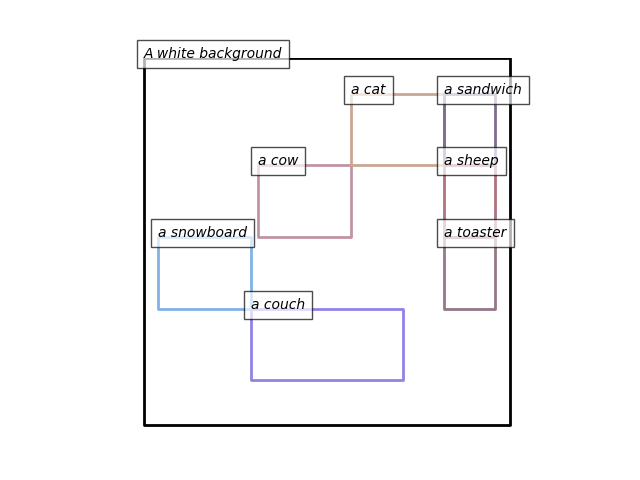 A white background
a cat
a sandwich
a cow
a sheep
a snowboard
a toaster
a couch